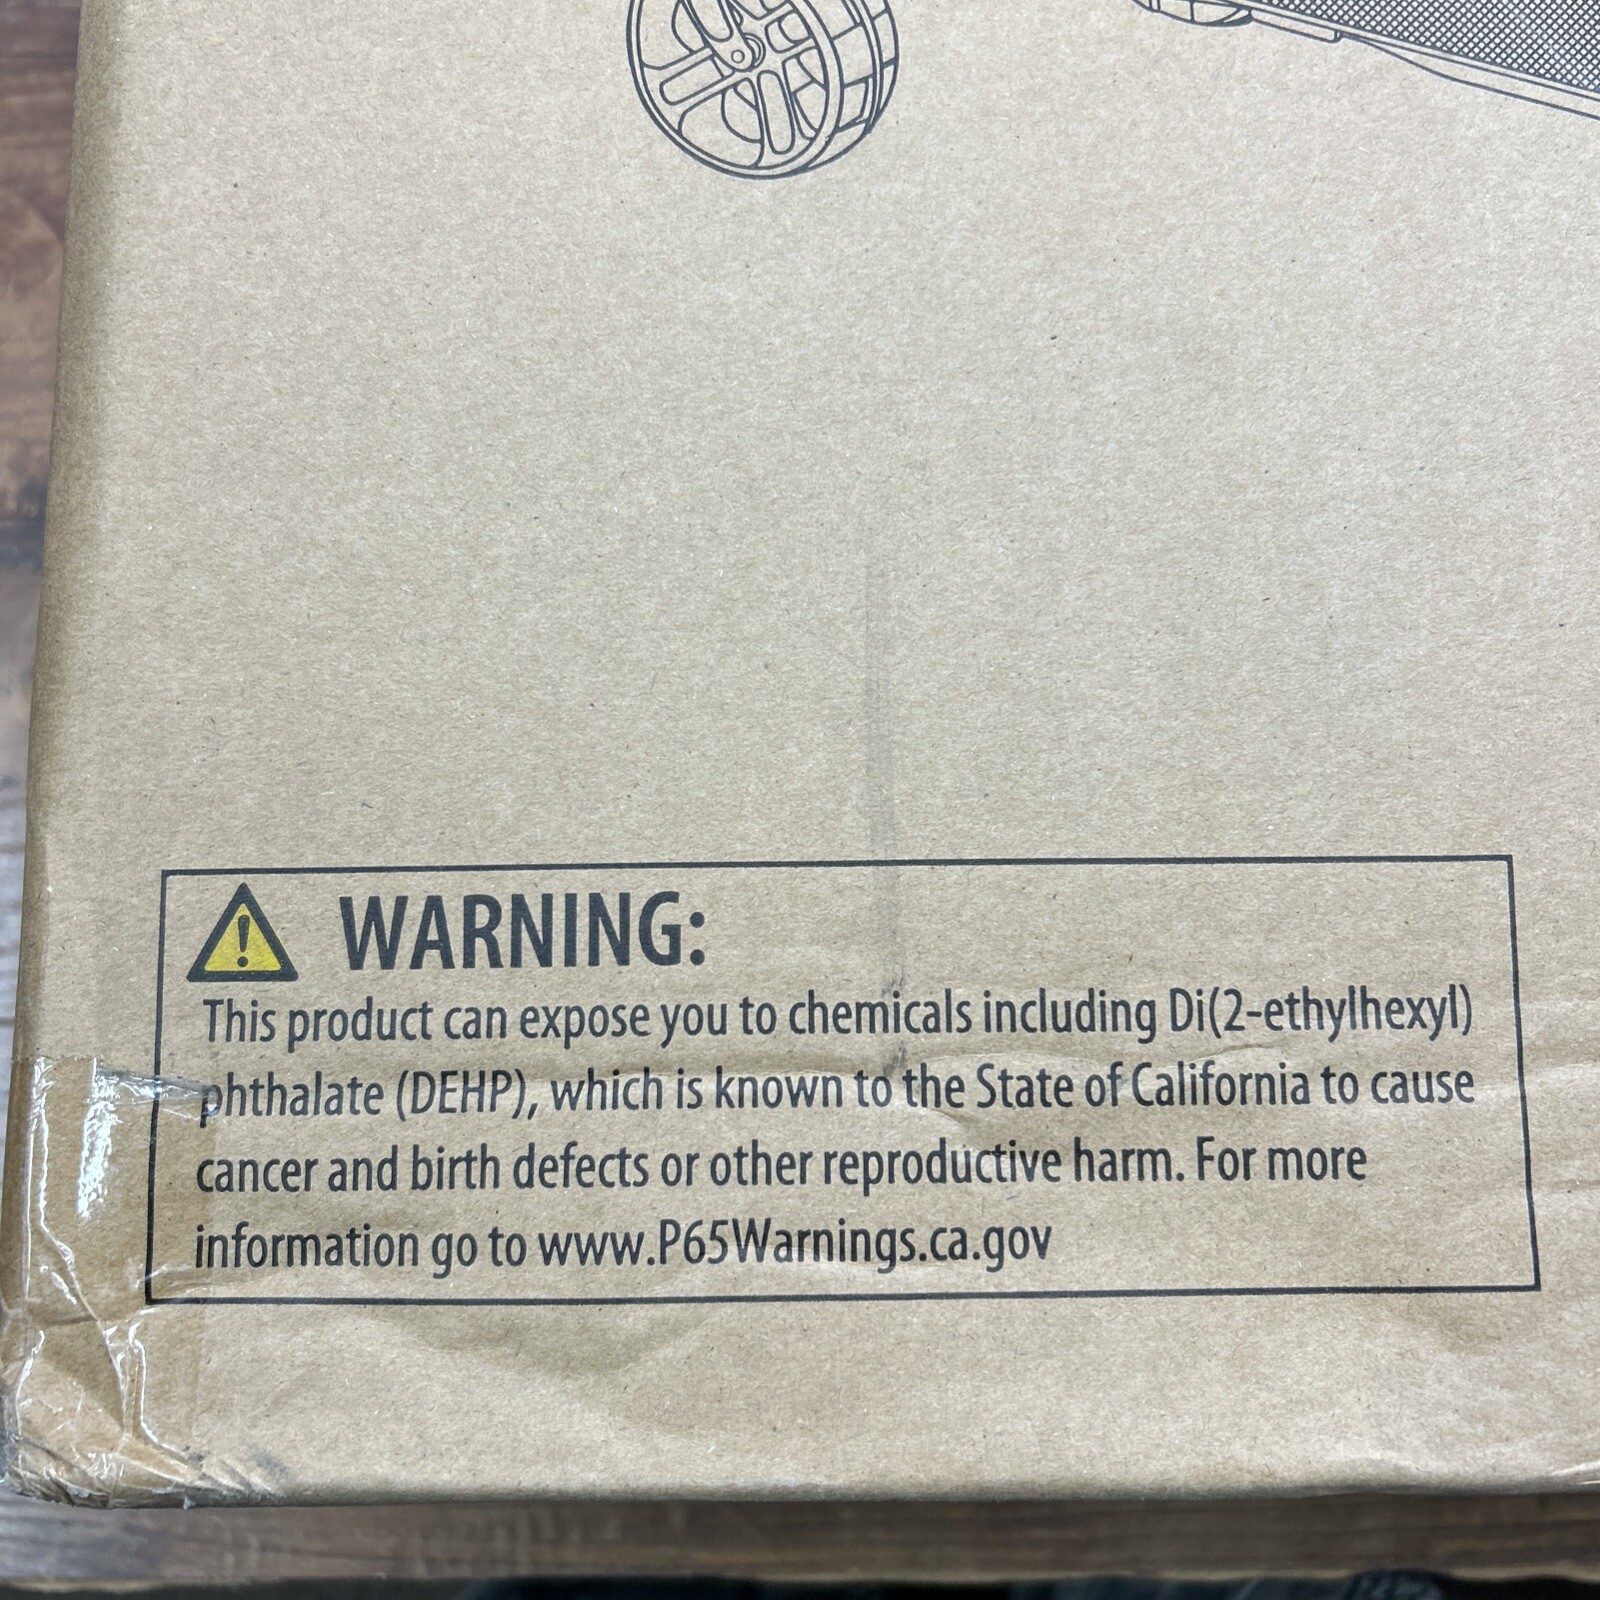 WARNING:
This product can expose you to chemicals including Di(2-ethylhexyl)
phthalate (DEHP), which is known to the State of California to cause
cancer and birth defects or other reproductive harm. For more
information go to www.P65Warnings.ca.gov